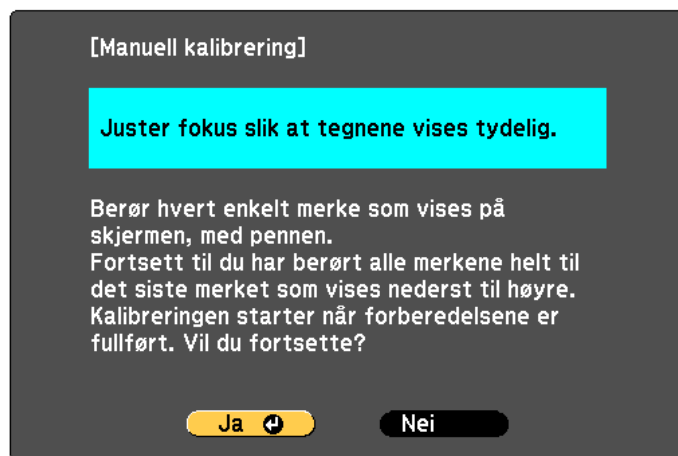 [Manuell kalibrering]
Juster fokus slik at tegnene vises tydelig.
Berør hvert enkelt merke som vises på
skjermen, med pennen.
Fortsett til du har berørt alle merkene helt til
det siste merket som vises nederst til høyre.
Kalibreringen starter når forberedelsene er
fullført. Vil du fortsette?
Ja Nei